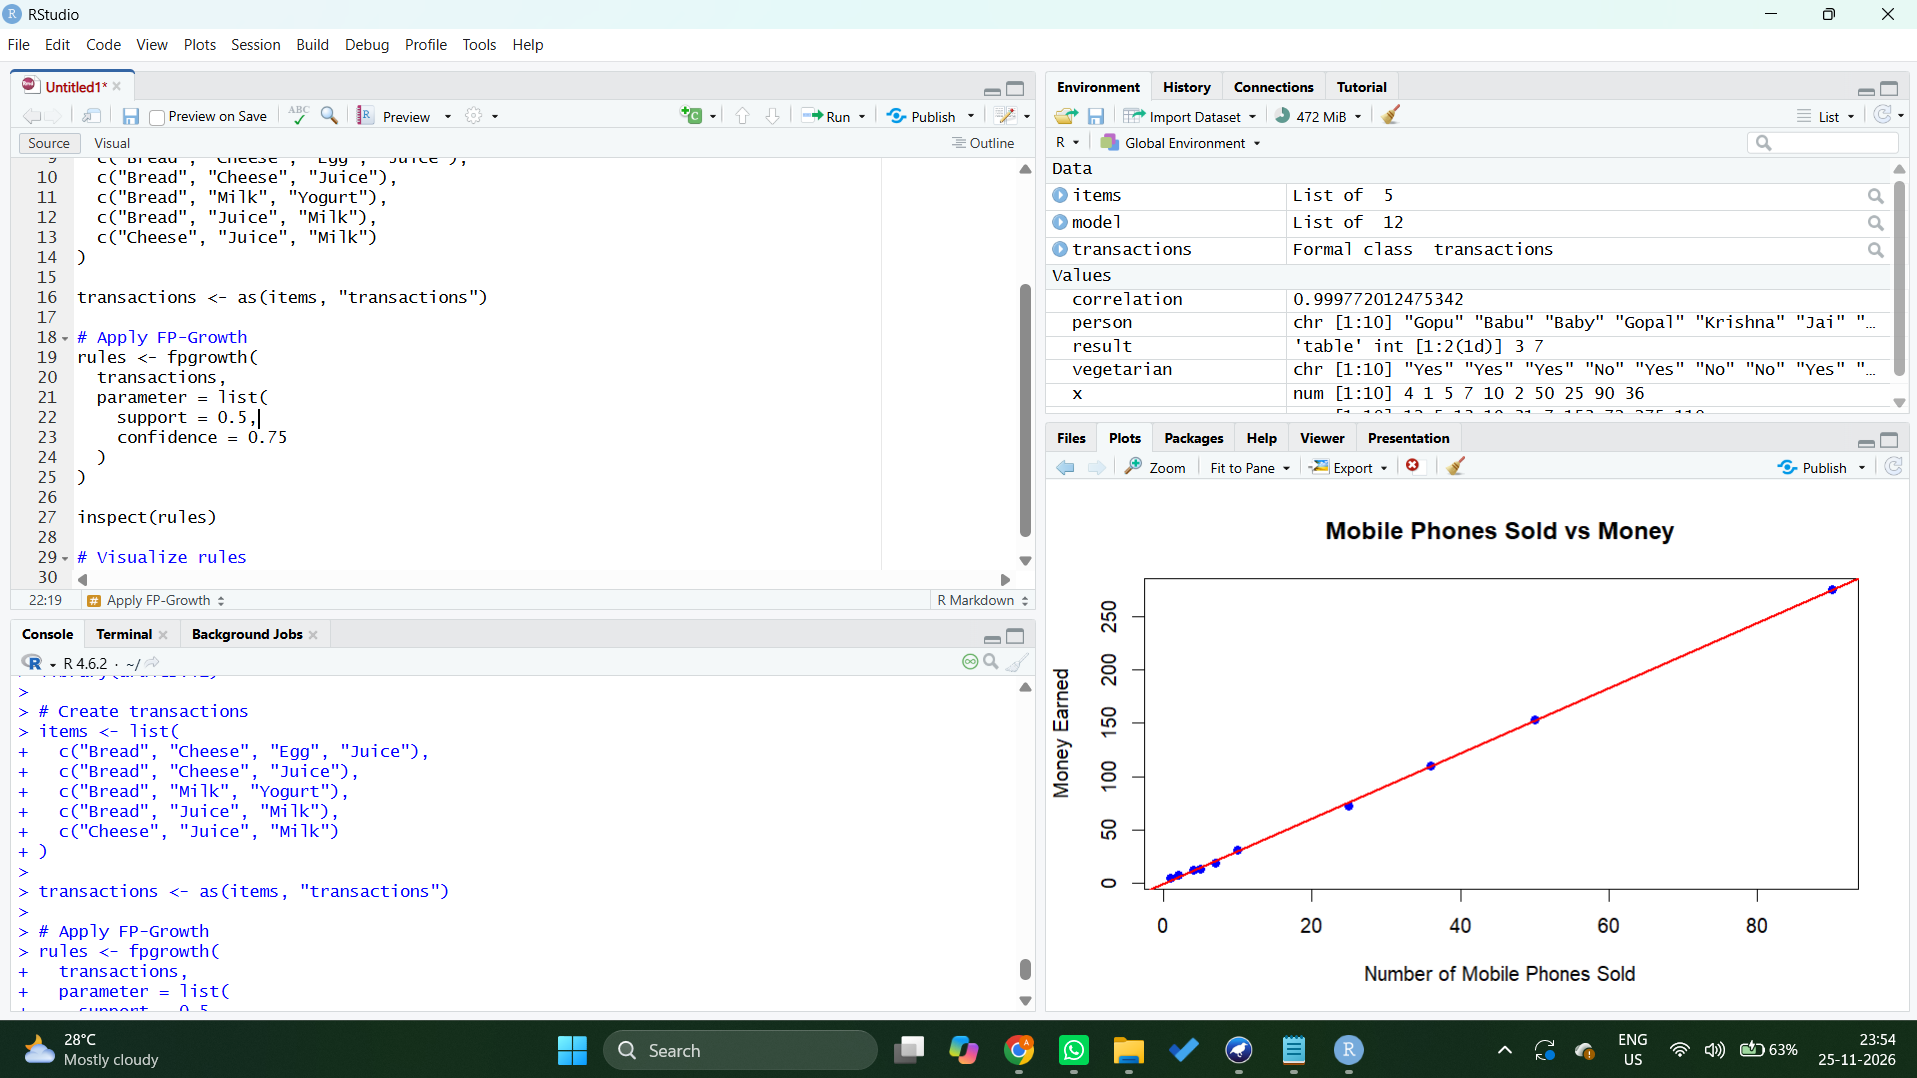 RStudio
File Edit Code View Plots Session Build Debug Profile Tools Help
Untitled1*
Preview on Save ABC Preview Run Publish
Source Visual Outline
9 c("Bread", "Cheese", "Egg", "Juice"),
10 c("Bread", "Cheese", "Juice"),
11 c("Bread", "Milk", "Yogurt"),
12 c("Bread", "Juice", "Milk"),
13 c("Cheese", "Juice", "Milk")
14 )
15
16 transactions <- as(items, "transactions")
17
18 # Apply FP-Growth
19 rules <- fpgrowth(
20 transactions,
21 parameter = list(
22 support = 0.5,
23 confidence = 0.75
24 )
25 )
26
27 inspect(rules)
28
29 # Visualize rules
30
22:19 # Apply FP-Growth R Markdown
Console Terminal Background Jobs
R R 4.6.2 · ~/
>
> # Create transactions
> items <- list(
+ c("Bread", "Cheese", "Egg", "Juice"),
+ c("Bread", "Cheese", "Juice"),
+ c("Bread", "Milk", "Yogurt"),
+ c("Bread", "Juice", "Milk"),
+ c("Cheese", "Juice", "Milk")
+ )
>
> transactions <- as(items, "transactions")
>
> # Apply FP-Growth
> rules <- fpgrowth(
+ transactions,
+ parameter = list(
Environment History Connections Tutorial
Import Dataset 472 MiB List
R Global Environment
Data
items List of 5
model List of 12
transactions Formal class transactions
Values
correlation 0.999772012475342
person chr [1:10] "Gopu" "Babu" "Baby" "Gopal" "Krishna" "Jai" "…
result 'table' int [1:2(1d)] 3 7
vegetarian chr [1:10] "Yes" "Yes" "Yes" "No" "Yes" "No" "No" "Yes" "…
x num [1:10] 4 1 5 7 10 2 50 25 90 36
Files Plots Packages Help Viewer Presentation
Zoom Fit to Pane Export Publish
Mobile Phones Sold vs Money
Money Earned
250
200
150
100
50
0
0 20 40 60 80
Number of Mobile Phones Sold
28°C
Mostly cloudy
Search
ENG
US
63%
23:54
25-11-2026